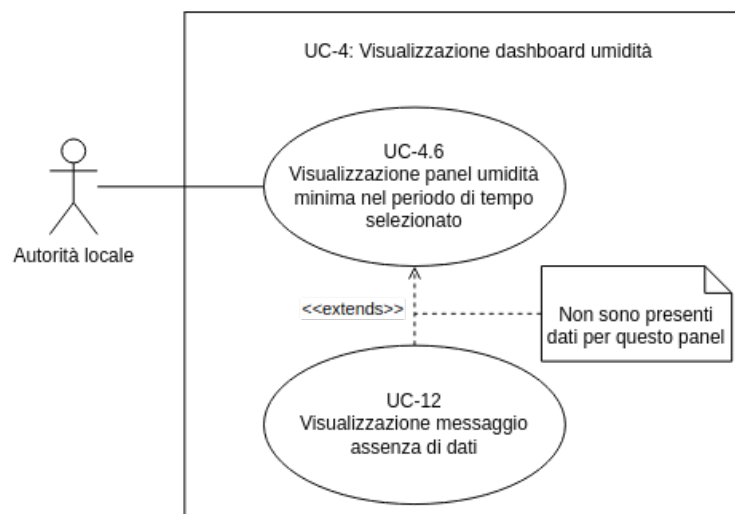 UC-4: Visualizzazione dashboard umidità
UC-4.6
Visualizzazione panel umidità
minima nel periodo di tempo
selezionato
Autorità locale
<<extends>>
Non sono presenti
dati per questo panel
UC-12
Visualizzazione messaggio
assenza di dati